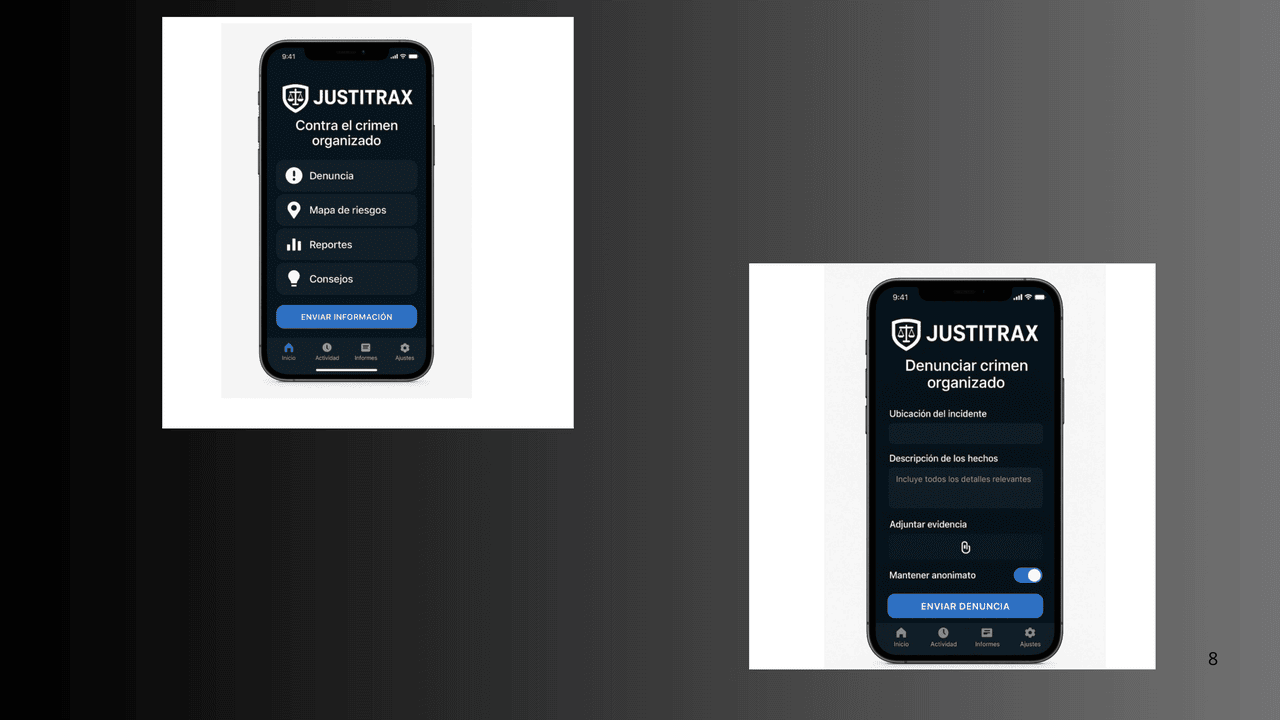 9:41
JUSTITRAX
Contra el crimen
organizado
Denuncia
Mapa de riesgos
Reportes
Consejos
ENVIAR INFORMACIÓN
Inicio Actividad Informes Ajustes
9:41
JUSTITRAX
Denunciar crimen
organizado
Ubicación del incidente
Descripción de los hechos
Incluye todos los detalles relevantes
Adjuntar evidencia
Mantener anonimato
ENVIAR DENUNCIA
Inicio Actividad Informes Ajustes
8